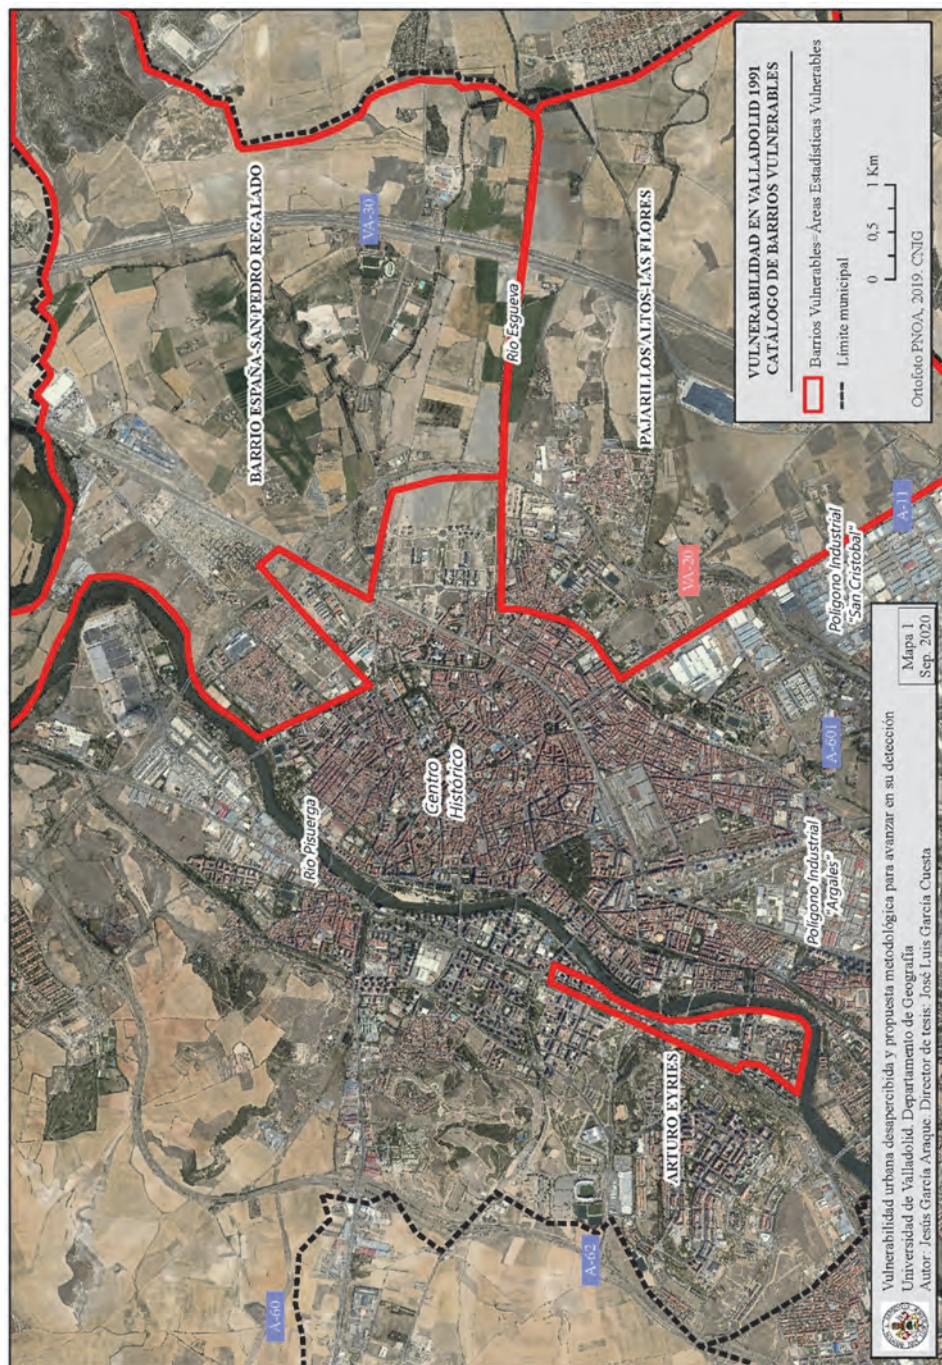 BARRIO ESPAÑA-SAN PEDRO REGALADO
VA-30
Río Esgueva
PAJARILLOS ALTOS-LAS FLORES
VA-20
Polígono Industrial
"San Cristobal"
A-11
A-601
Río Pisuerga
Centro
Histórico
Polígono Industrial
"Argales"
ARTURO EYRIES
A-60
A-62
VULNERABILIDAD EN VALLADOLID 1991
CATÁLOGO DE BARRIOS VULNERABLES
Barrios Vulnerables=Áreas Estadísticas Vulnerables
Límite municipal
0 0,5 1 Km
Ortofoto PNOA, 2019. CNIG
Vulnerabilidad urbana desapercibida y propuesta metodológica para avanzar en su detección
Universidad de Valladolid. Departamento de Geografía
Autor: Jesús García Araque. Director de tesis: José Luis García Cuesta
Mapa 1
Sep. 2020